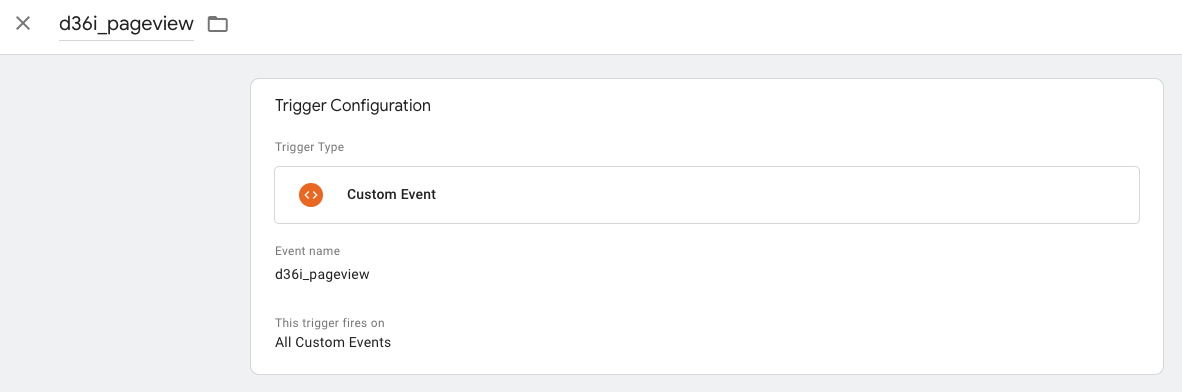 d36i_pageview
Trigger Configuration
Trigger Type
Custom Event
Event name
d36i_pageview
This trigger fires on
All Custom Events